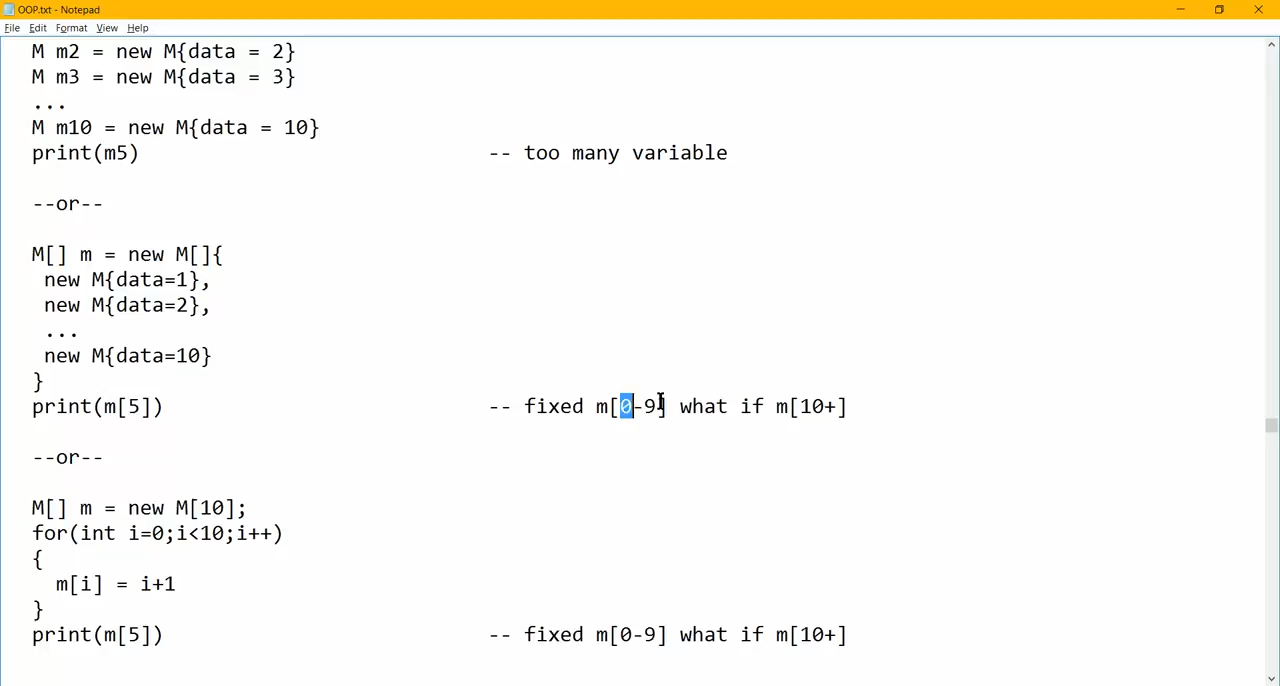 OOP.txt - Notepad
File Edit Format View Help
M m2 = new M{data = 2}
M m3 = new M{data = 3}
...
M m10 = new M{data = 10}
print(m5) -- too many variable
--or--
M[] m = new M[]{
new M{data=1},
new M{data=2},
...
new M{data=10}
}
print(m[5]) -- fixed m[0-9] what if m[10+]
--or--
M[] m = new M[10];
for(int i=0;i<10;i++)
{
m[i] = i+1
}
print(m[5]) -- fixed m[0-9] what if m[10+]